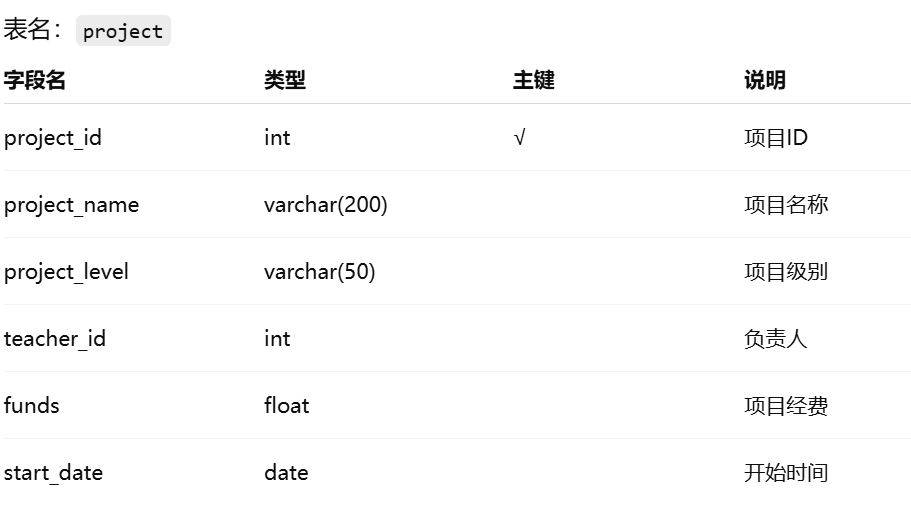 表名： project
字段名 类型 主键 说明
project_id int √ 项目ID
project_name varchar(200) 项目名称
project_level varchar(50) 项目级别
teacher_id int 负责人
funds float 项目经费
start_date date 开始时间